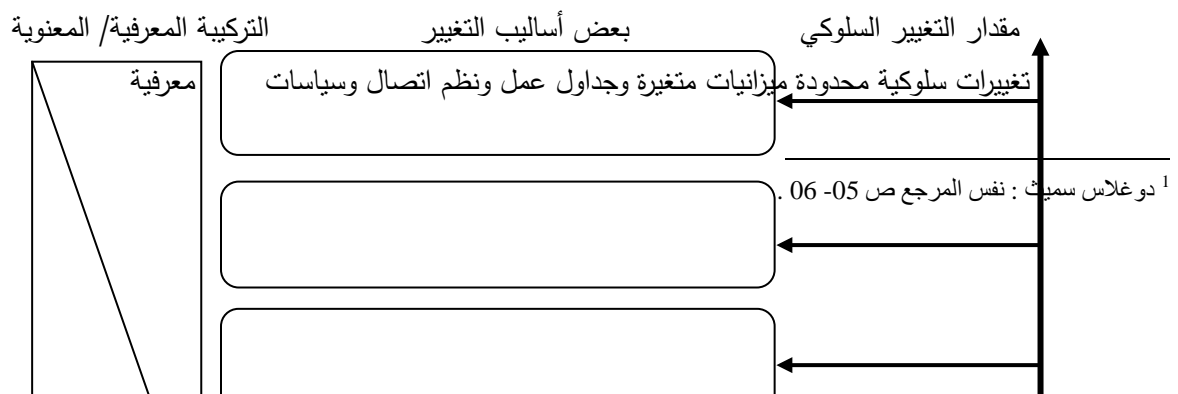 مقدار التغيير السلوكي بعض أساليب التغيير التركيبة المعرفية/ المعنوية
تغييرات سلوكية محدودة ميزانيات متغيرة وجداول عمل ونظم اتصال وسياسات معرفية
1 دوغلاس سميث : نفس المرجع ص 05- 06 .